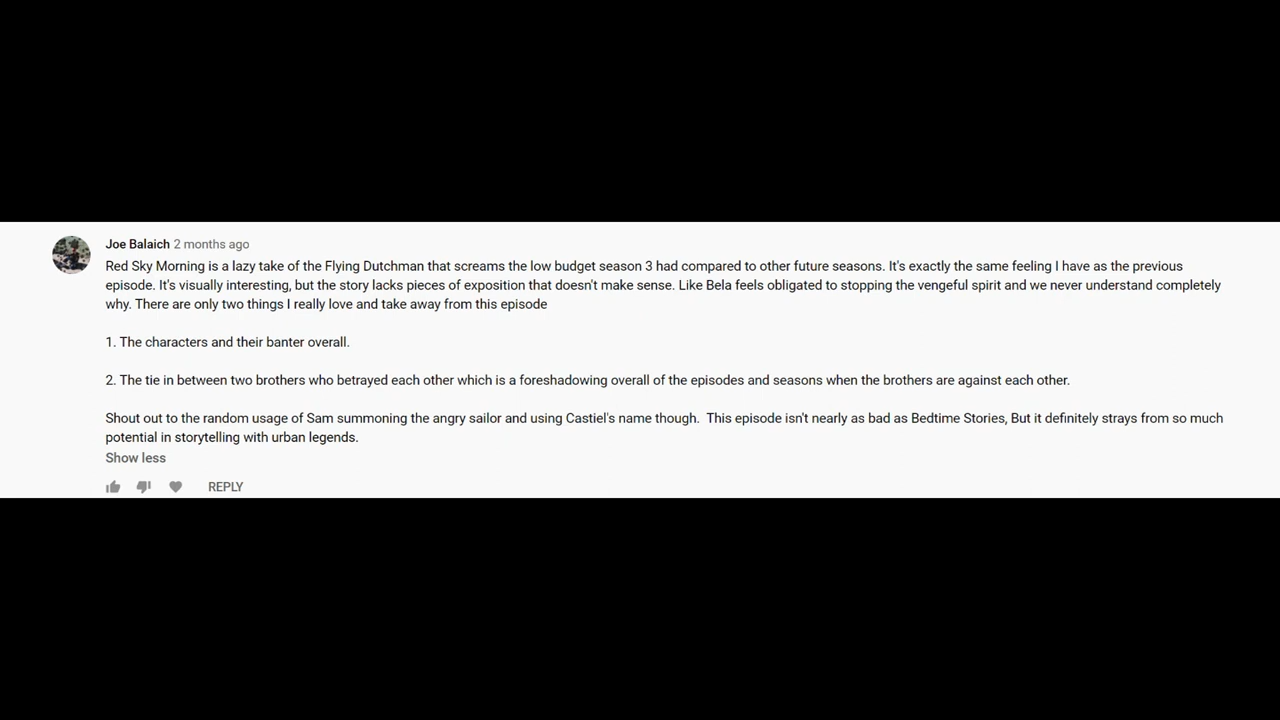 Joe Balaich 2 months ago
Red Sky Morning is a lazy take of the Flying Dutchman that screams the low budget season 3 had compared to other future seasons. It's exactly the same feeling I have as the previous
episode. It's visually interesting, but the story lacks pieces of exposition that doesn't make sense. Like Bela feels obligated to stopping the vengeful spirit and we never understand completely
why. There are only two things I really love and take away from this episode
1. The characters and their banter overall.
2. The tie in between two brothers who betrayed each other which is a foreshadowing overall of the episodes and seasons when the brothers are against each other.
Shout out to the random usage of Sam summoning the angry sailor and using Castiel's name though.  This episode isn't nearly as bad as Bedtime Stories, But it definitely strays from so much
potential in storytelling with urban legends.
Show less
REPLY